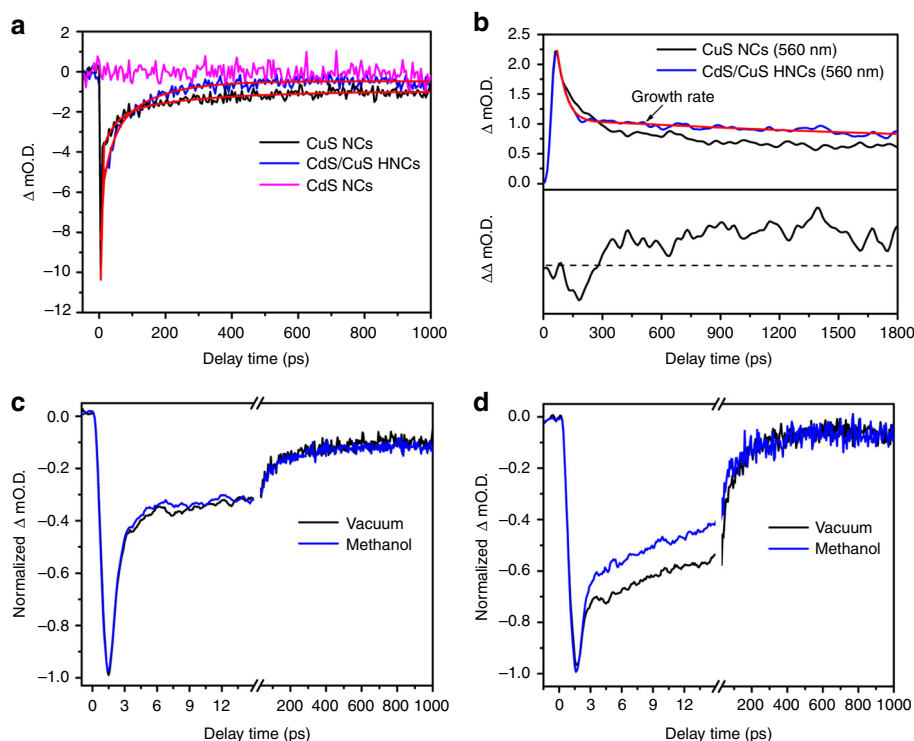 a
2
0
−2
−4
−6
−8
−10
−12
Δ mO.D.
CuS NCs
CdS/CuS HNCs
CdS NCs
0 200 400 600 800 1000
Delay time (ps)
b
2.5
2.0
1.5
1.0
0.5
0.0
Δ mO.D.
CuS NCs (560 nm)
CdS/CuS HNCs (560 nm)
Growth rate
ΔΔ mO.D.
0 300 600 900 1200 1500 1800
Delay time (ps)
c
0.0
−0.2
−0.4
−0.6
−0.8
−1.0
Normalized Δ mO.D.
Vacuum
Methanol
0 3 6 9 12 200 400 600 800 1000
Delay time (ps)
d
0.0
−0.2
−0.4
−0.6
−0.8
−1.0
Normalized Δ mO.D.
Vacuum
Methanol
0 3 6 9 12 200 400 600 800 1000
Delay time (ps)